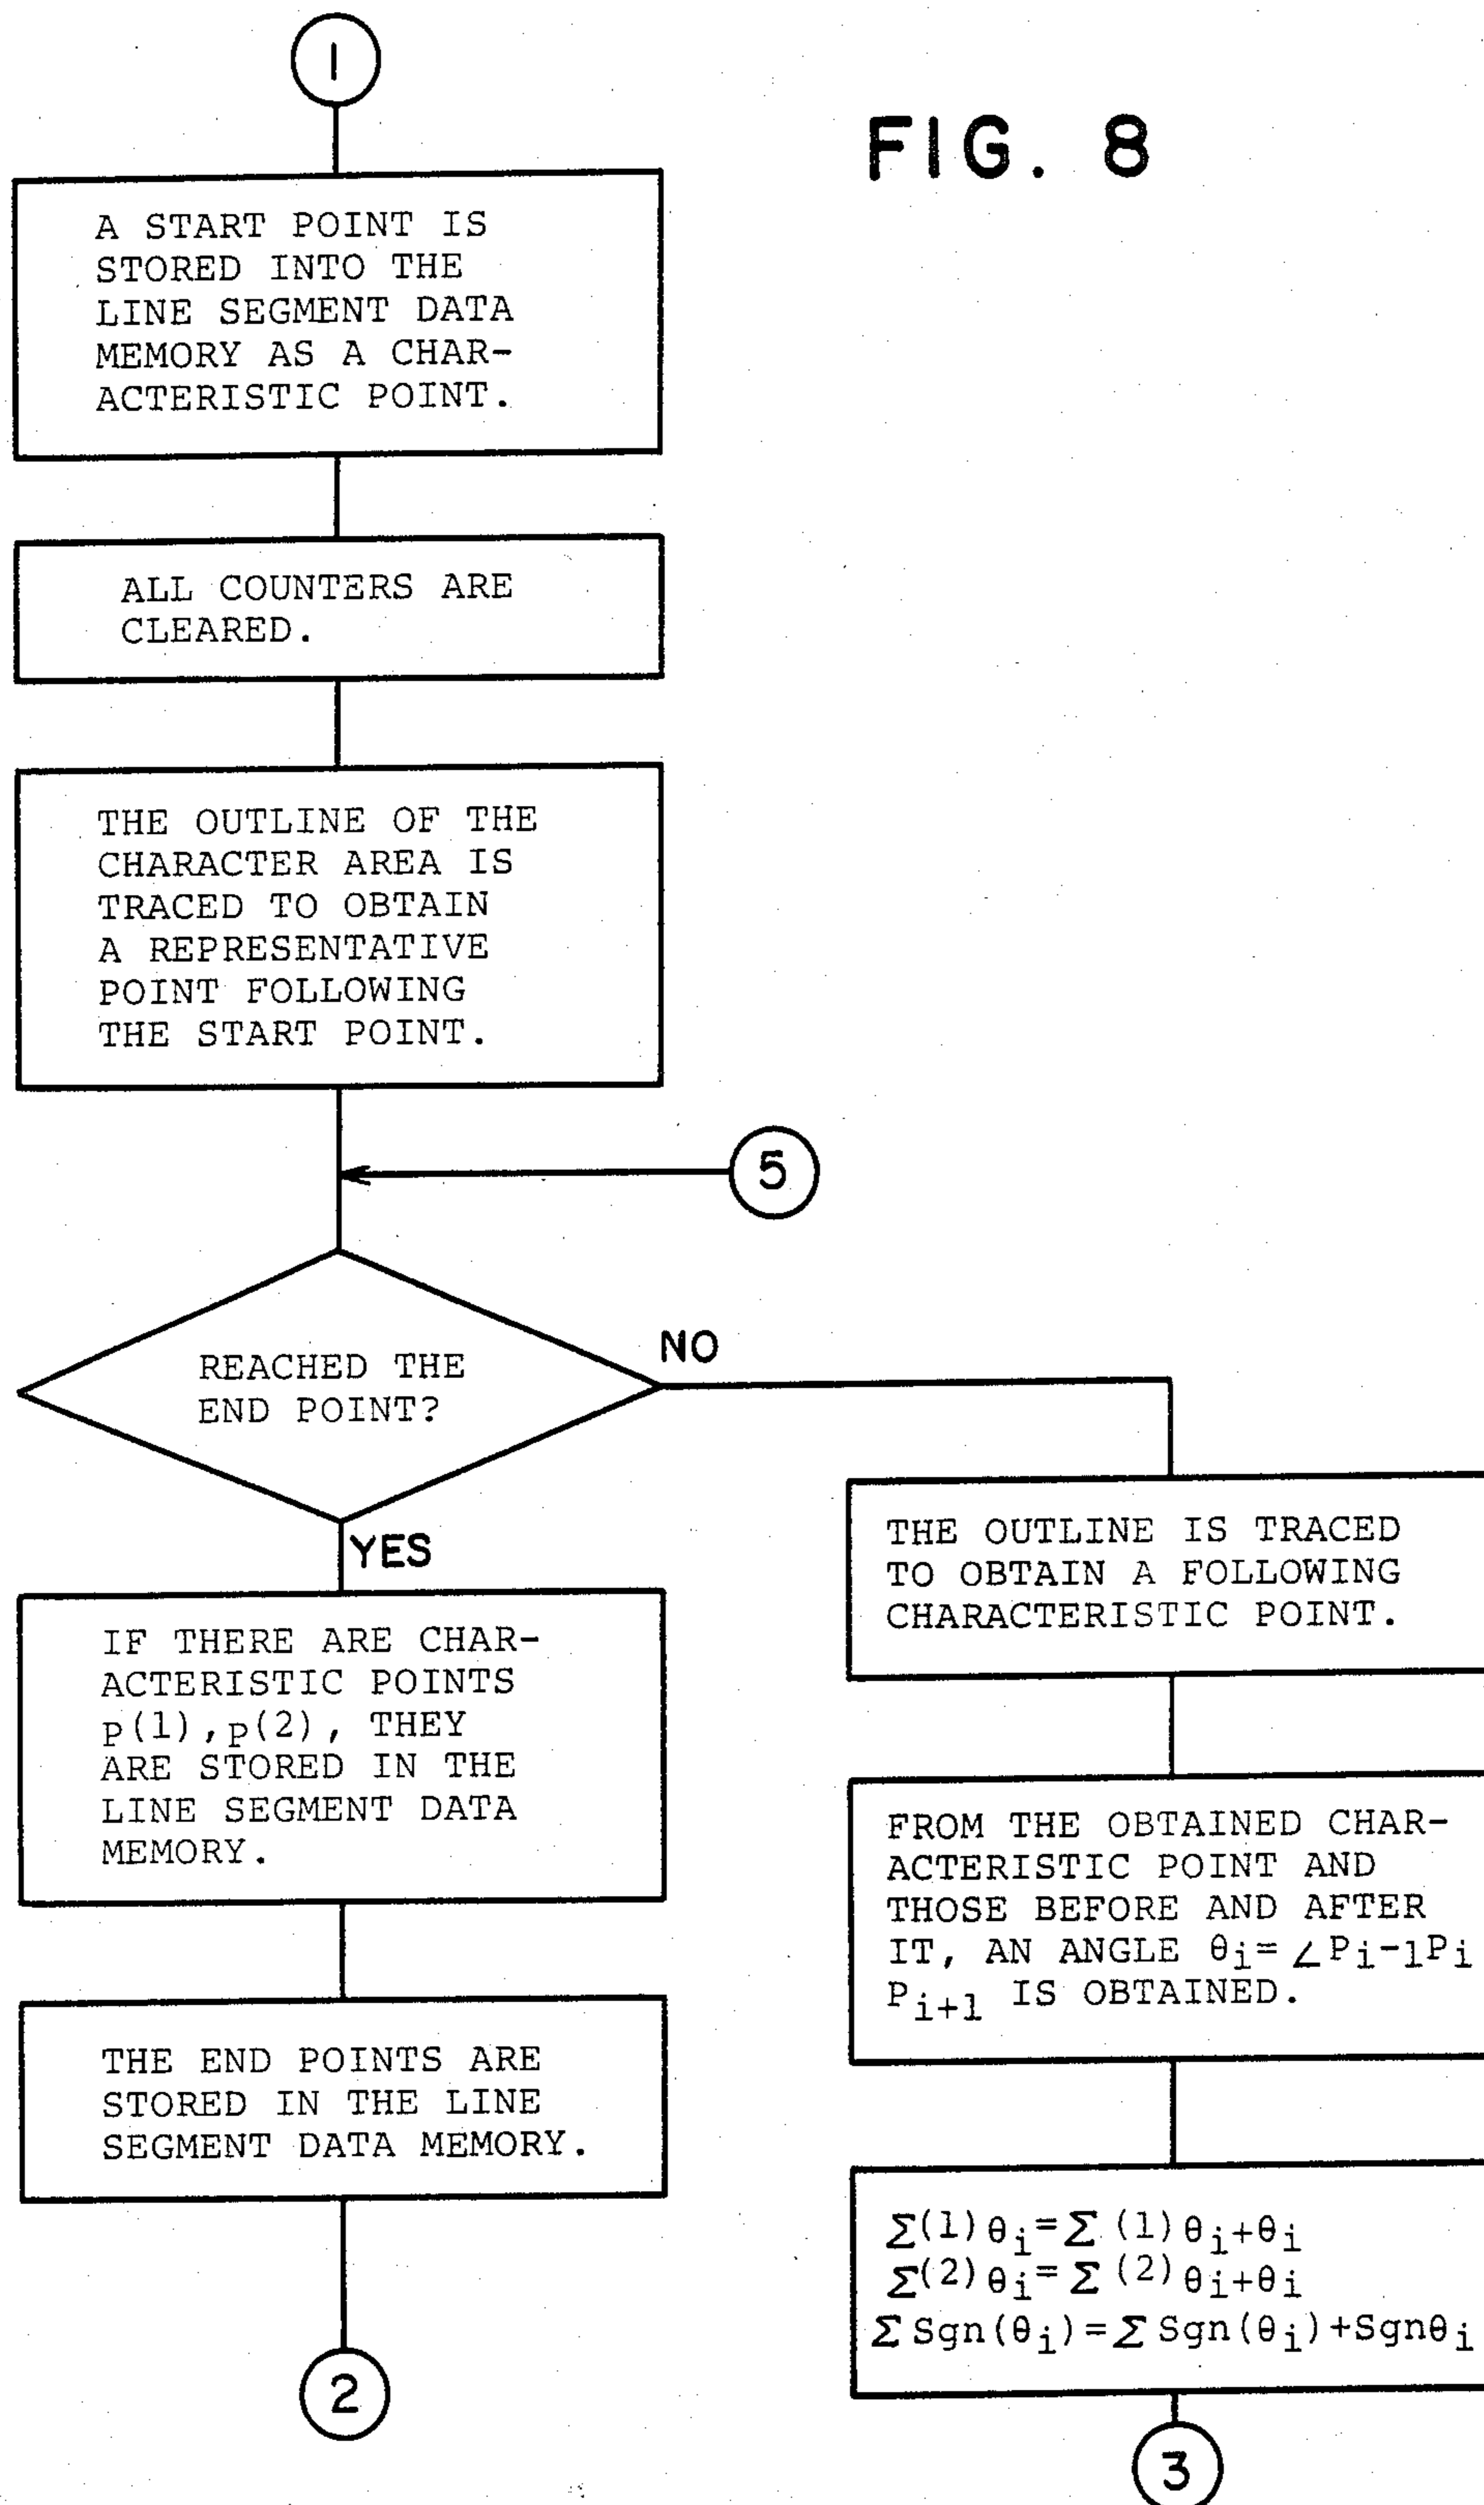 1
FIG. 8
A START POINT IS
STORED INTO THE
LINE SEGMENT DATA
MEMORY AS A CHAR-
ACTERISTIC POINT.
ALL COUNTERS ARE
CLEARED.
THE OUTLINE OF THE
CHARACTER AREA IS
TRACED TO OBTAIN
A REPRESENTATIVE
POINT FOLLOWING
THE START POINT.
5
REACHED THE
END POINT?
NO
YES
IF THERE ARE CHAR-
ACTERISTIC POINTS
P(1),P(2), THEY
ARE STORED IN THE
LINE SEGMENT DATA
MEMORY.
THE END POINTS ARE
STORED IN THE LINE
SEGMENT DATA MEMORY.
2
THE OUTLINE IS TRACED
TO OBTAIN A FOLLOWING
CHARACTERISTIC POINT.
FROM THE OBTAINED CHAR-
ACTERISTIC POINT AND
THOSE BEFORE AND AFTER
IT, AN ANGLE θi=∠Pi-1Pi
Pi+1 IS OBTAINED.
Σ(1)θi=Σ(1)θi+θi
Σ(2)θi=Σ(2)θi+θi
ΣSgn(θi)=ΣSgn(θi)+Sgnθi
3